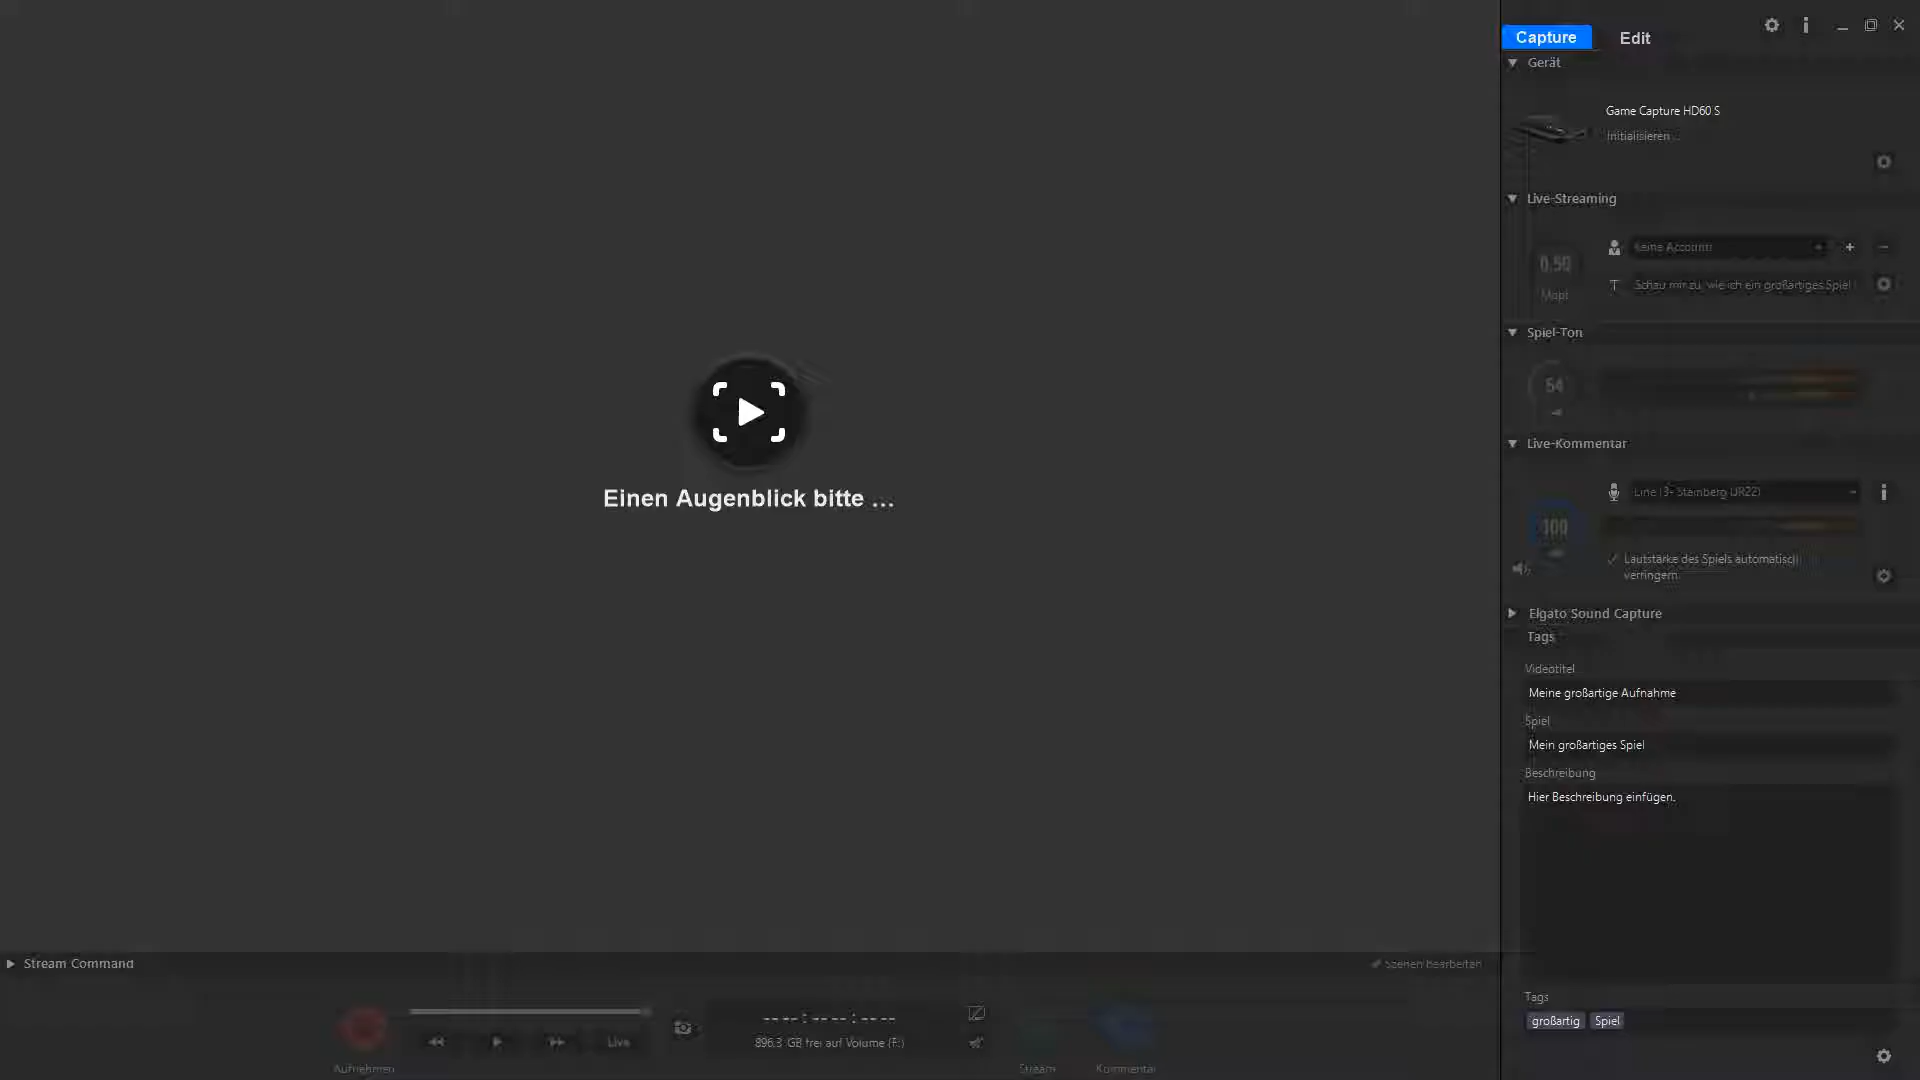 Capture
Edit
Gerät
Game Capture HD60 S
Initialisieren ...
Live-Streaming
Keine Accounts
0.50
Schau mir zu, wie ich ein großartiges Spiel
Spiel-Ton
54
Live-Kommentar
Line (3- Steinberg UR22)
100
Lautstärke des Spiels automatisch
verringern
Elgato Sound Capture
Tags
Videotitel
Meine großartige Aufnahme
Spiel
Mein großartiges Spiel
Beschreibung
Hier Beschreibung einfügen.
Tags
großartig Spiel
Einen Augenblick bitte ...
Stream Command
Szenen bearbeiten
Live
--:--:--
896.3 GB frei auf Volume (F:)
Aufnehmen
Stream
Kommentar